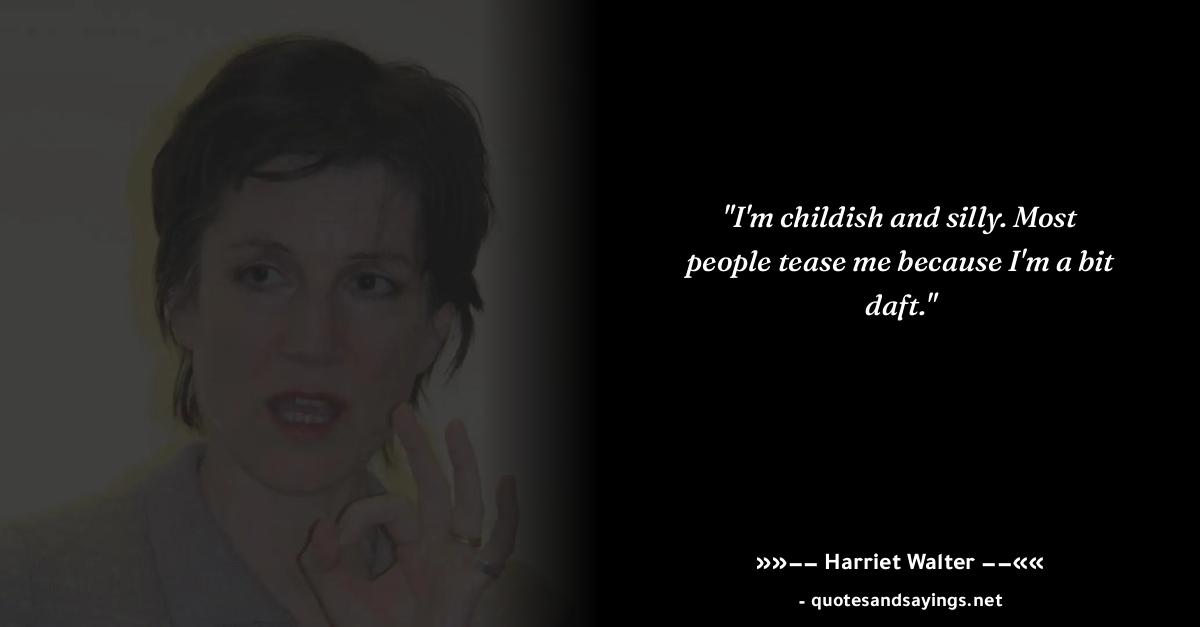 "I'm childish and silly. Most
people tease me because I'm a bit
daft."
»»−− Harriet Walter −−««
- quotesandsayings.net